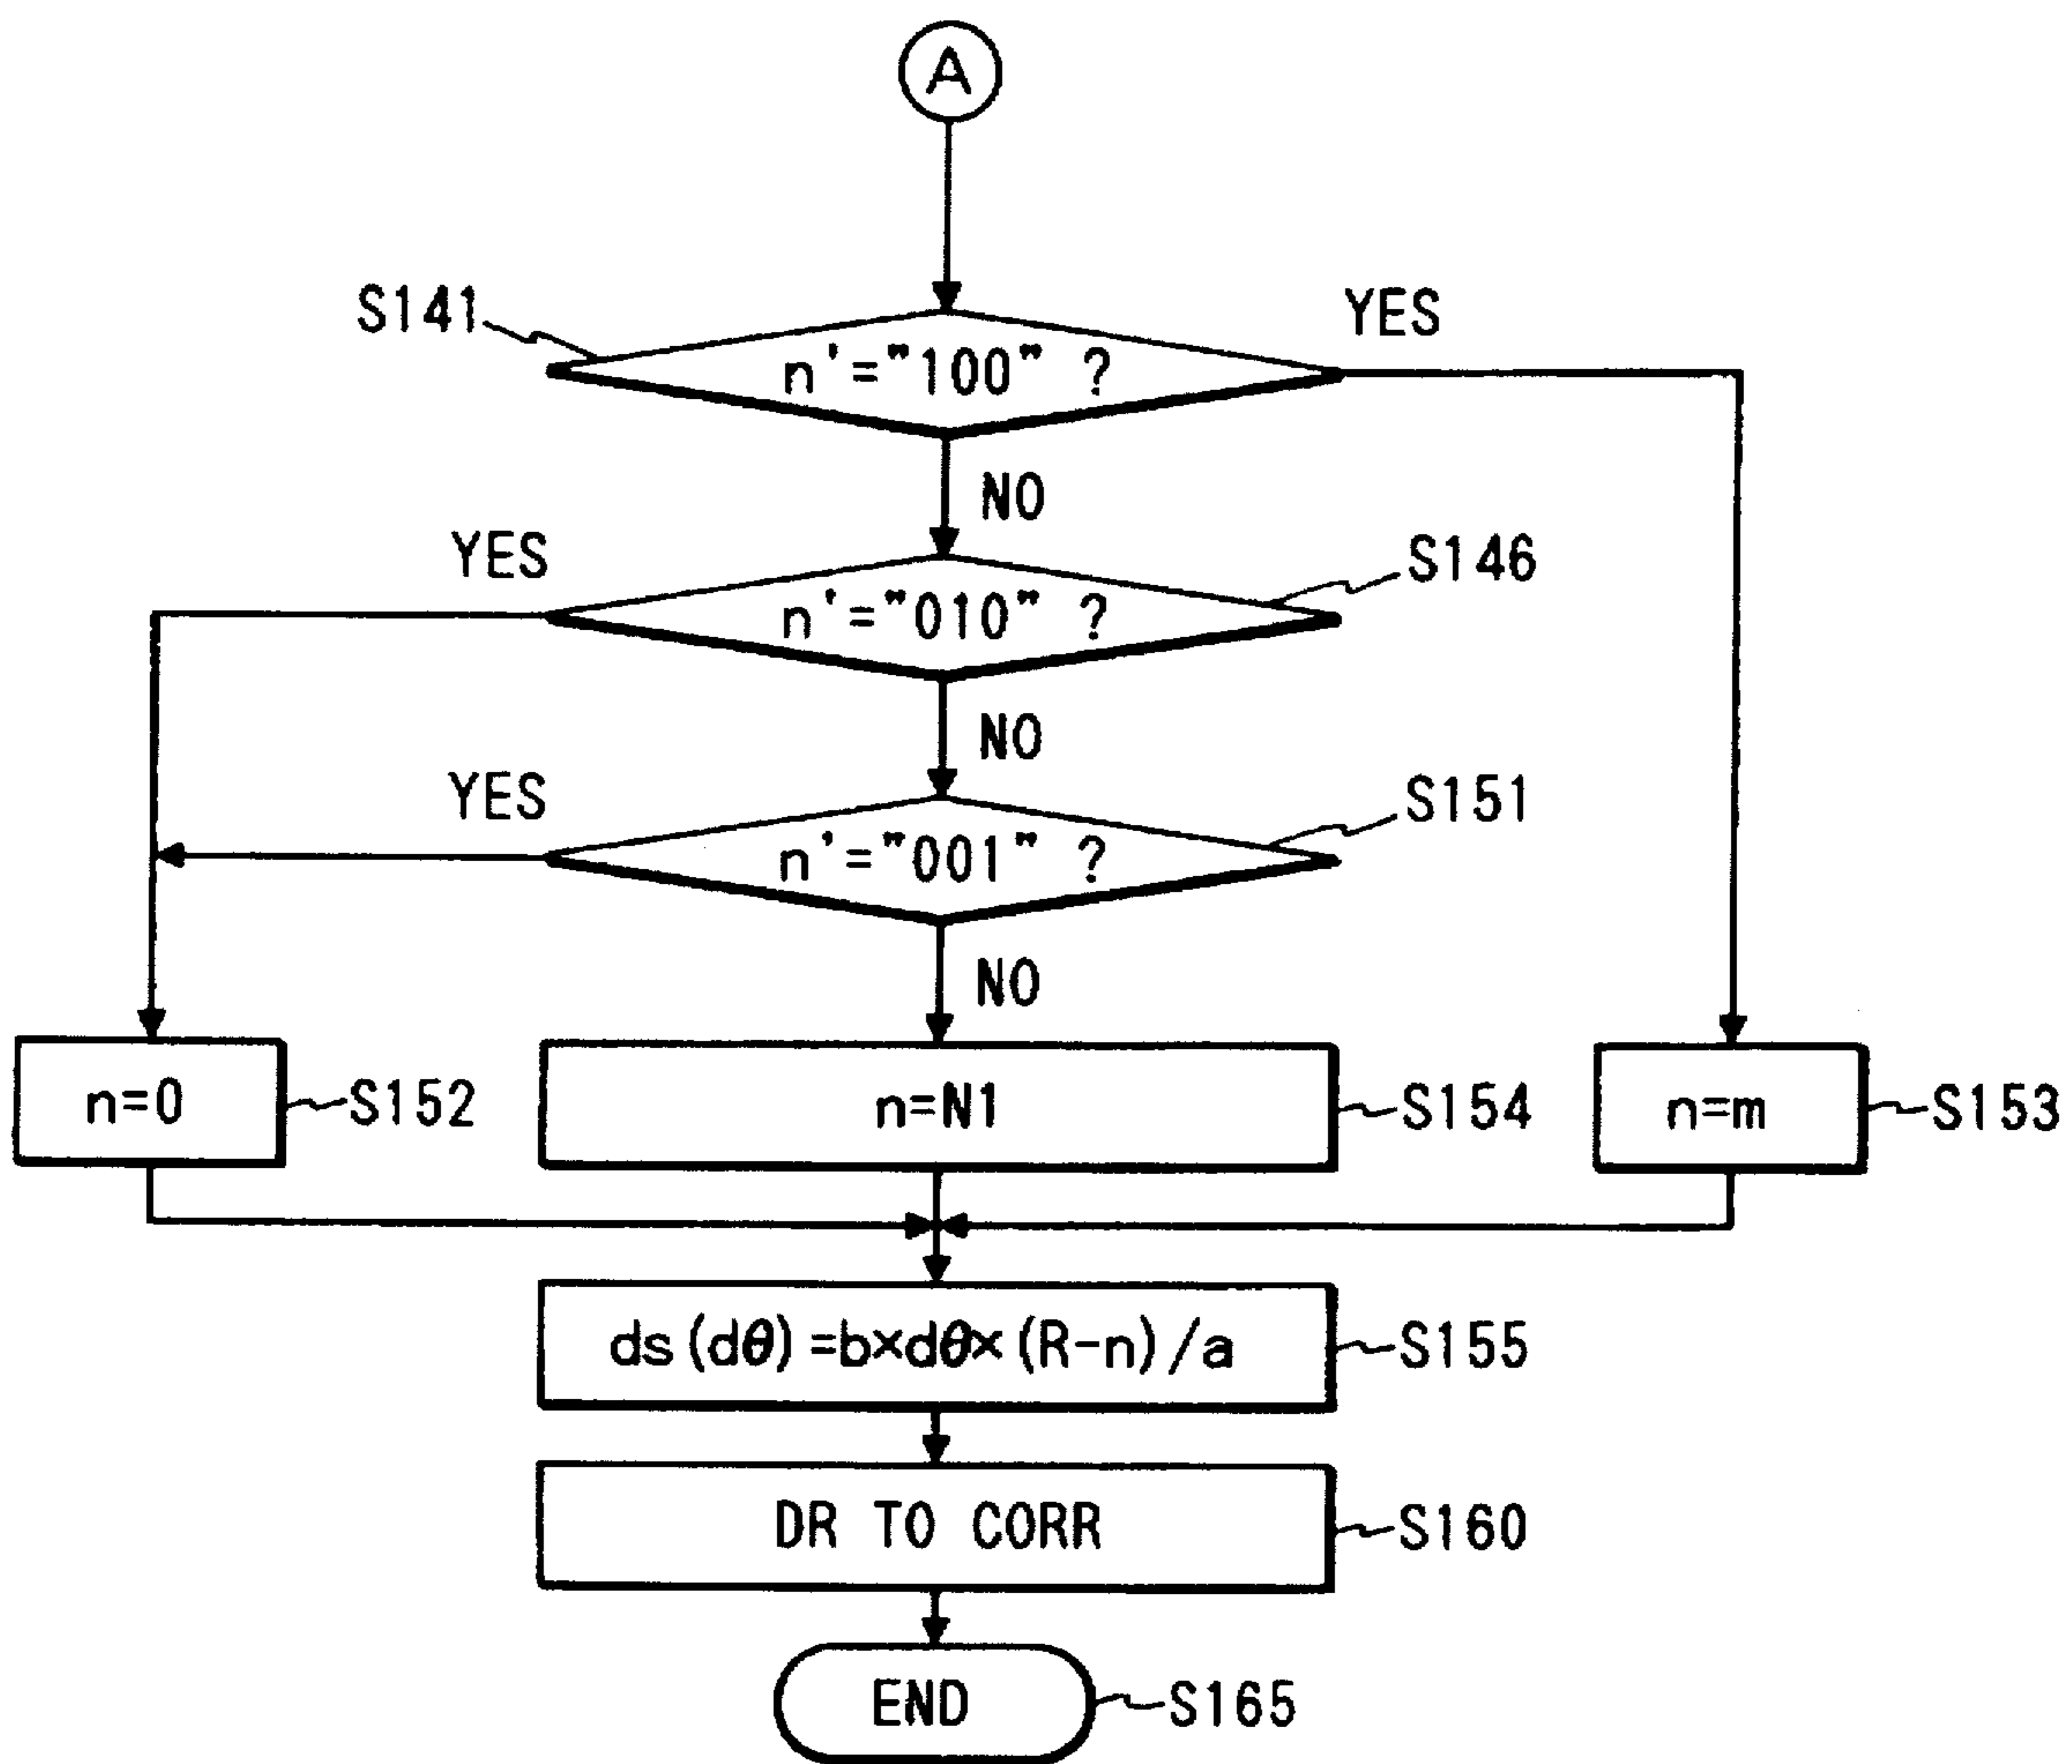 A
S141
YES
n'="100" ?
NO
YES
S146
n'="010" ?
NO
YES
S151
n'="001" ?
NO
n=0
S152
n=N1
S154
n=m
S153
ds(dθ)=b×dθ×(R-n)/a
S155
DR TO CORR
S160
END
S165